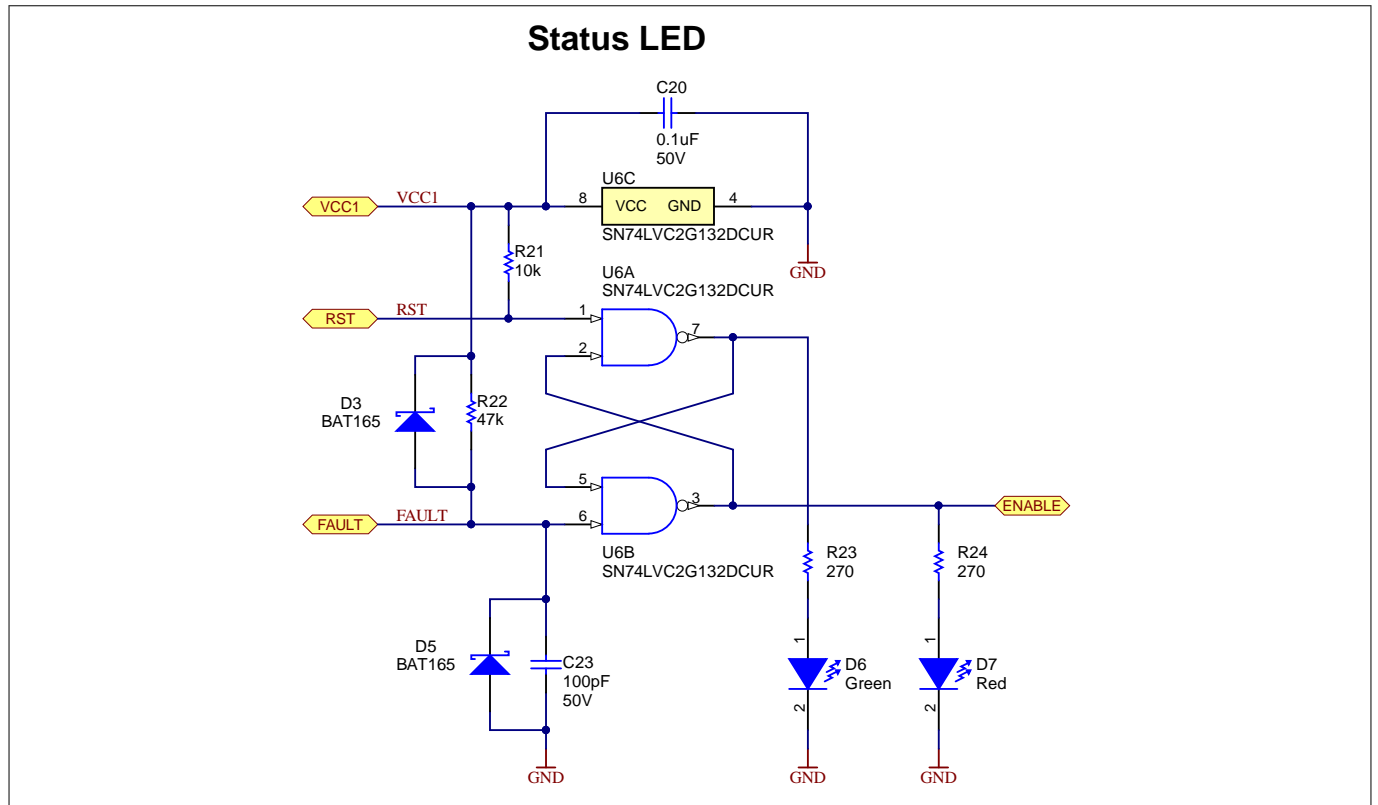 Status LED
C20
0.1uF
50V
U6C
8
VCC
GND
4
SN74LVC2G132DCUR
VCC1
VCC1
R21
10k
GND
U6A
SN74LVC2G132DCUR
RST
RST
1
2
7
D3
BAT165
R22
47k
5
6
3
ENABLE
FAULT
FAULT
U6B
SN74LVC2G132DCUR
R23
270
R24
270
D5
BAT165
C23
100pF
50V
1
D6
Green
2
1
D7
Red
2
GND
GND
GND